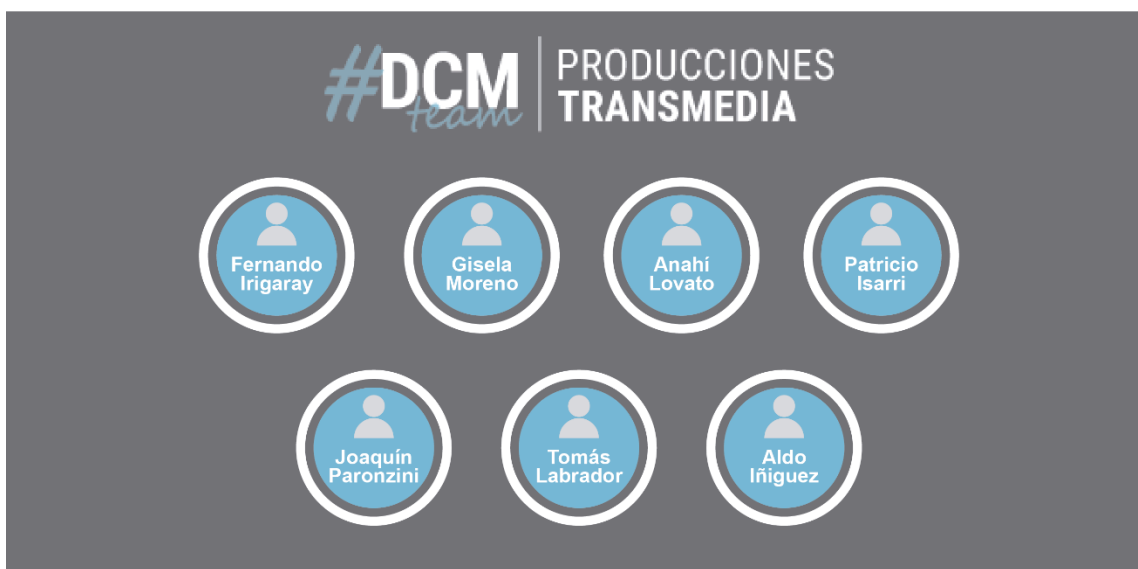 #DCM team
PRODUCCIONES
TRANSMEDIA
Fernando
Irigaray
Gisela
Moreno
Anahí
Lovato
Patricio
Isarri
Joaquín
Paronzini
Tomás
Labrador
Aldo
Iñiguez